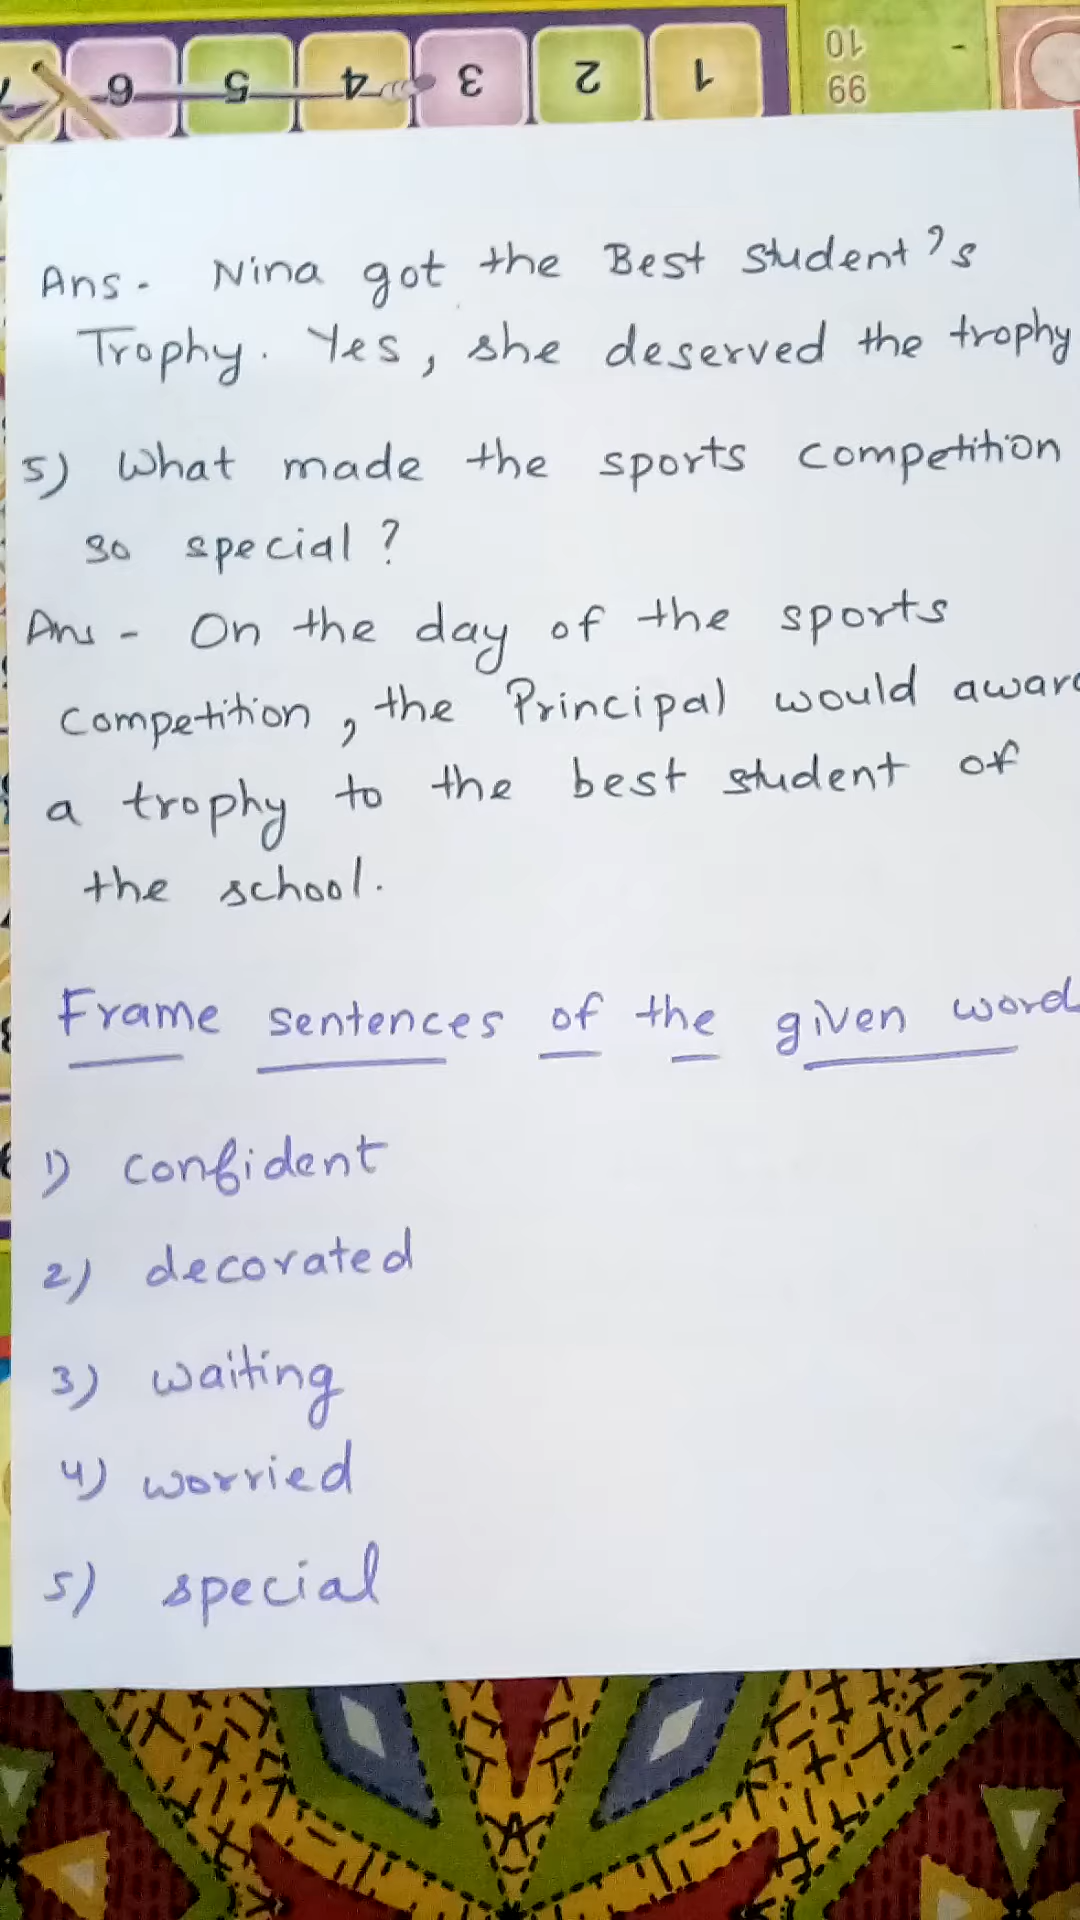 6 5 4 3 2 1
10
99
Ans - Nina got the Best student's
Trophy. Yes, she deserved the trophy
5) What made the sports competition
so special?
Ans - On the day of the sports
competition, the Principal would
a trophy to the best student of
the school.
Frame sentences of the given
1) confident
2) decorated
3) waiting
4) worried
5) special